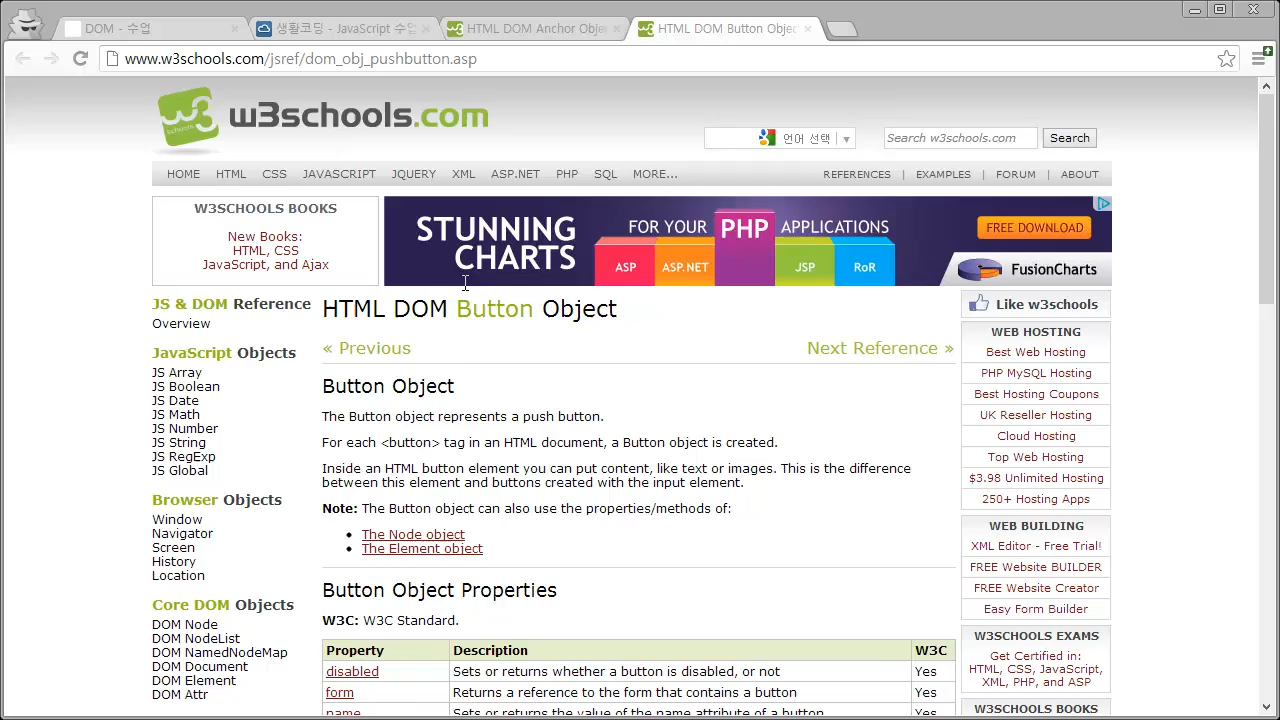 DOM - 수업
생활코딩 - JavaScript 수업
HTML DOM Anchor Obje
HTML DOM Button Objec
www.w3schools.com/jsref/dom_obj_pushbutton.asp
w3schools.com
언어 선택
Search w3schools.com
Search
HOME HTML CSS JAVASCRIPT JQUERY XML ASP.NET PHP SQL MORE... REFERENCES EXAMPLES FORUM ABOUT
W3SCHOOLS BOOKS
New Books:
HTML, CSS
JavaScript, and Ajax
STUNNING
CHARTS
FOR YOUR PHP APPLICATIONS
ASP ASP.NET JSP RoR
FREE DOWNLOAD
FusionCharts
JS & DOM Reference
Overview
JavaScript Objects
JS Array
JS Boolean
JS Date
JS Math
JS Number
JS String
JS RegExp
JS Global
Browser Objects
Window
Navigator
Screen
History
Location
Core DOM Objects
DOM Node
DOM NodeList
DOM NamedNodeMap
DOM Document
DOM Element
DOM Attr
HTML DOM Button Object
« Previous
Next Reference »
Button Object
The Button object represents a push button.
For each <button> tag in an HTML document, a Button object is created.
Inside an HTML button element you can put content, like text or images. This is the difference
between this element and buttons created with the input element.
Note: The Button object can also use the properties/methods of:
• The Node object
• The Element object
Button Object Properties
W3C: W3C Standard.
Property Description W3C
disabled Sets or returns whether a button is disabled, or not Yes
form Returns a reference to the form that contains a button Yes
name Sets or returns the value of the name attribute of a button Yes
Like w3schools
WEB HOSTING
Best Web Hosting
PHP MySQL Hosting
Best Hosting Coupons
UK Reseller Hosting
Cloud Hosting
Top Web Hosting
$3.98 Unlimited Hosting
250+ Hosting Apps
WEB BUILDING
XML Editor - Free Trial!
FREE Website BUILDER
FREE Website Creator
Easy Form Builder
W3SCHOOLS EXAMS
Get Certified in:
HTML, CSS, JavaScript,
XML, PHP, and ASP
W3SCHOOLS BOOKS